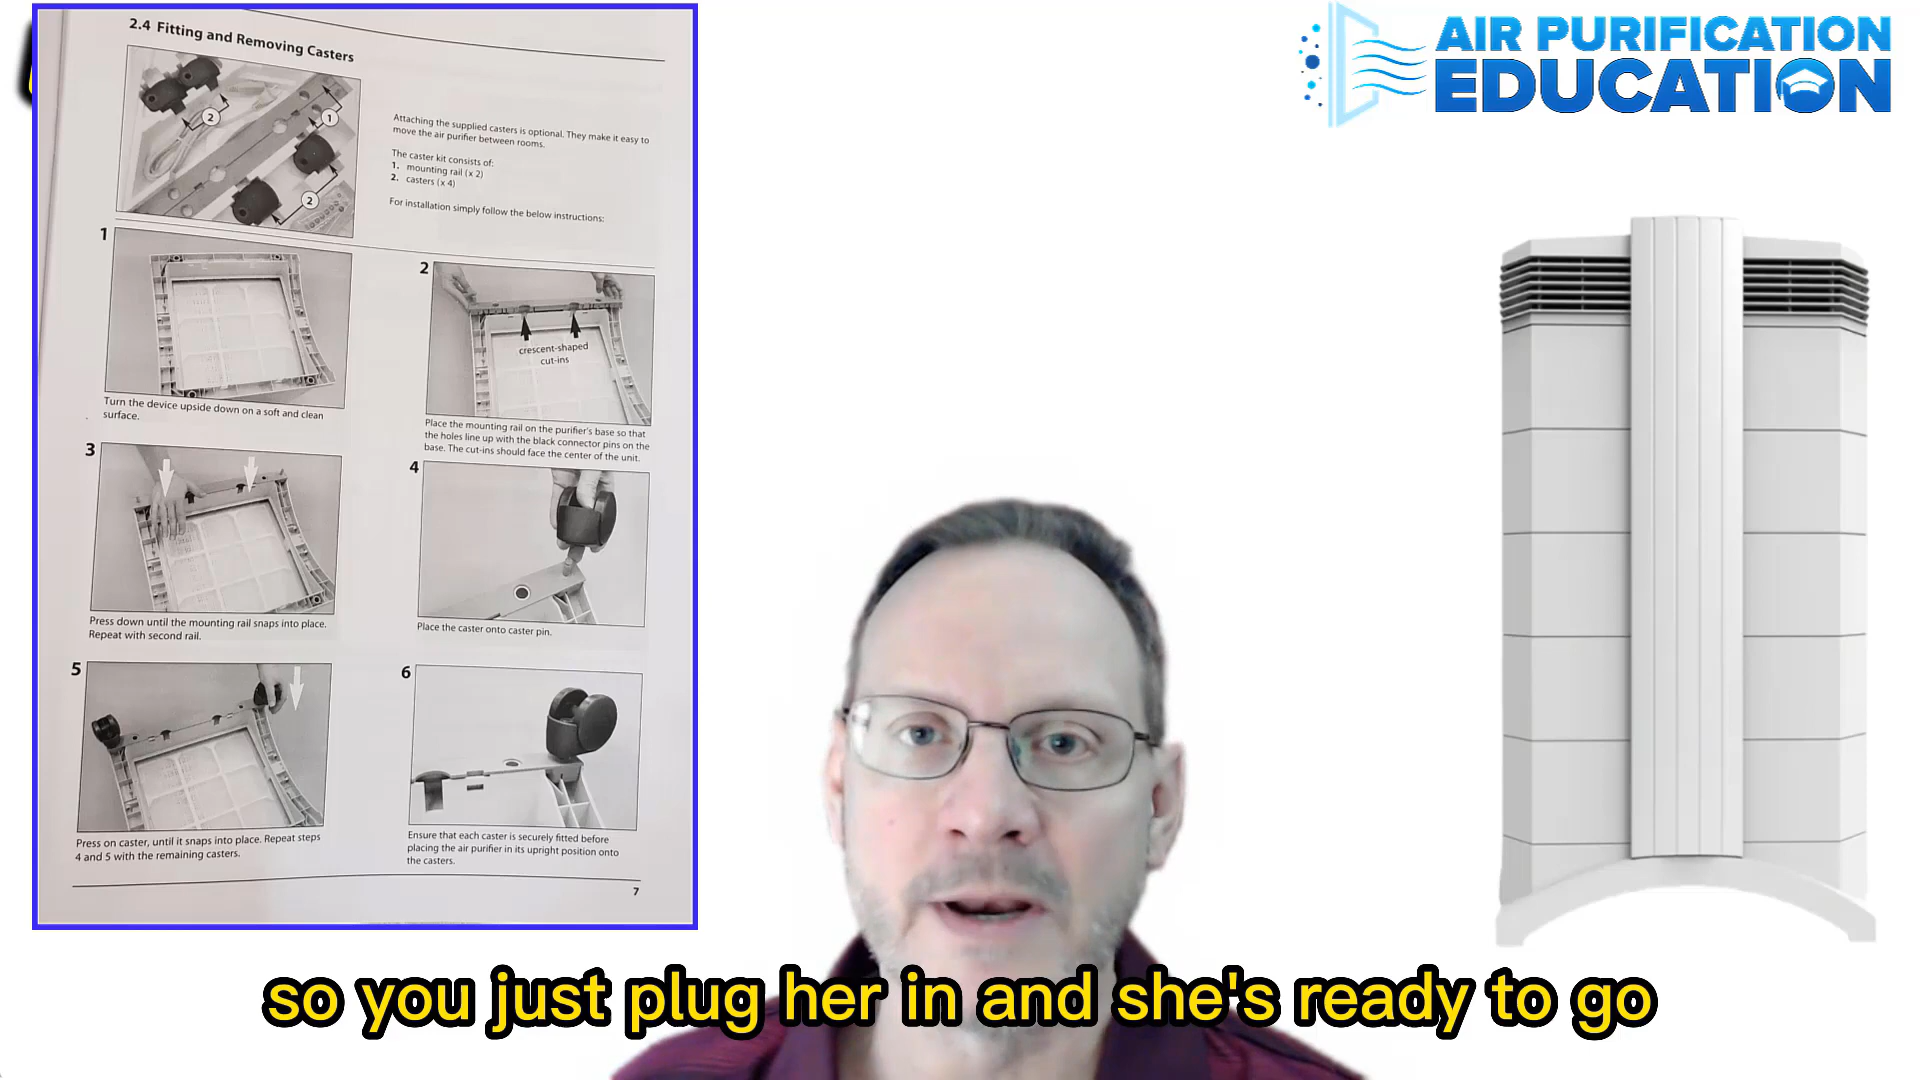 2.4 Fitting and Removing Casters
2
1
2
Attaching the supplied casters is optional. They make it easy to
move the air purifier between rooms.
The caster kit consists of:
1. mounting rail (x 2)
2. casters (x 4)
For installation simply follow the below instructions:
1
Turn the device upside down on a soft and clean
surface.
2
crescent-shaped
cut-ins
Place the mounting rail on the purifier's base so that
the holes line up with the black connector pins on the
base. The cut-ins should face the center of the unit.
3
Press down until the mounting rail snaps into place.
Repeat with second rail.
4
Place the caster onto caster pin.
5
Press on caster, until it snaps into place. Repeat steps
4 and 5 with the remaining casters.
6
Ensure that each caster is securely fitted before
placing the air purifier in its upright position onto
the casters.
7
AIR PURIFICATION
EDUCATION
so you just plug her in and she's ready to go